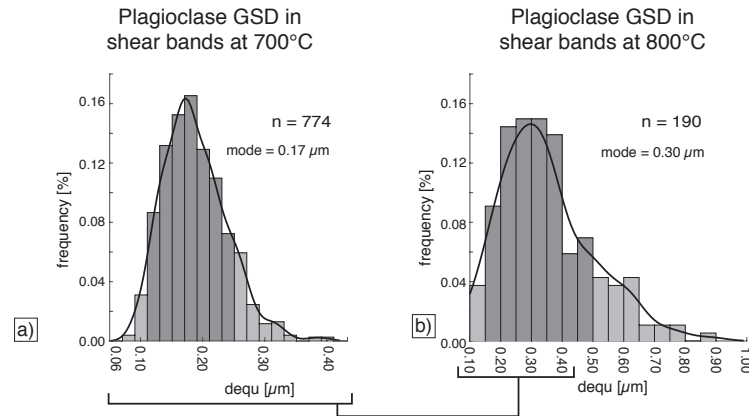 Plagioclase GSD in
shear bands at 700°C
0.16
0.12
0.08
0.04
0.00
frequency [%]
n = 774
mode = 0.17 µm
a)
0.06
0.10
0.20
0.30
0.40
dequ [µm]
Plagioclase GSD in
shear bands at 800°C
0.16
0.12
0.08
0.04
0.00
frequency [%]
n = 190
mode = 0.30 µm
b)
0.10
0.20
0.30
0.40
0.50
0.60
0.70
0.80
0.90
1.00
dequ [µm]